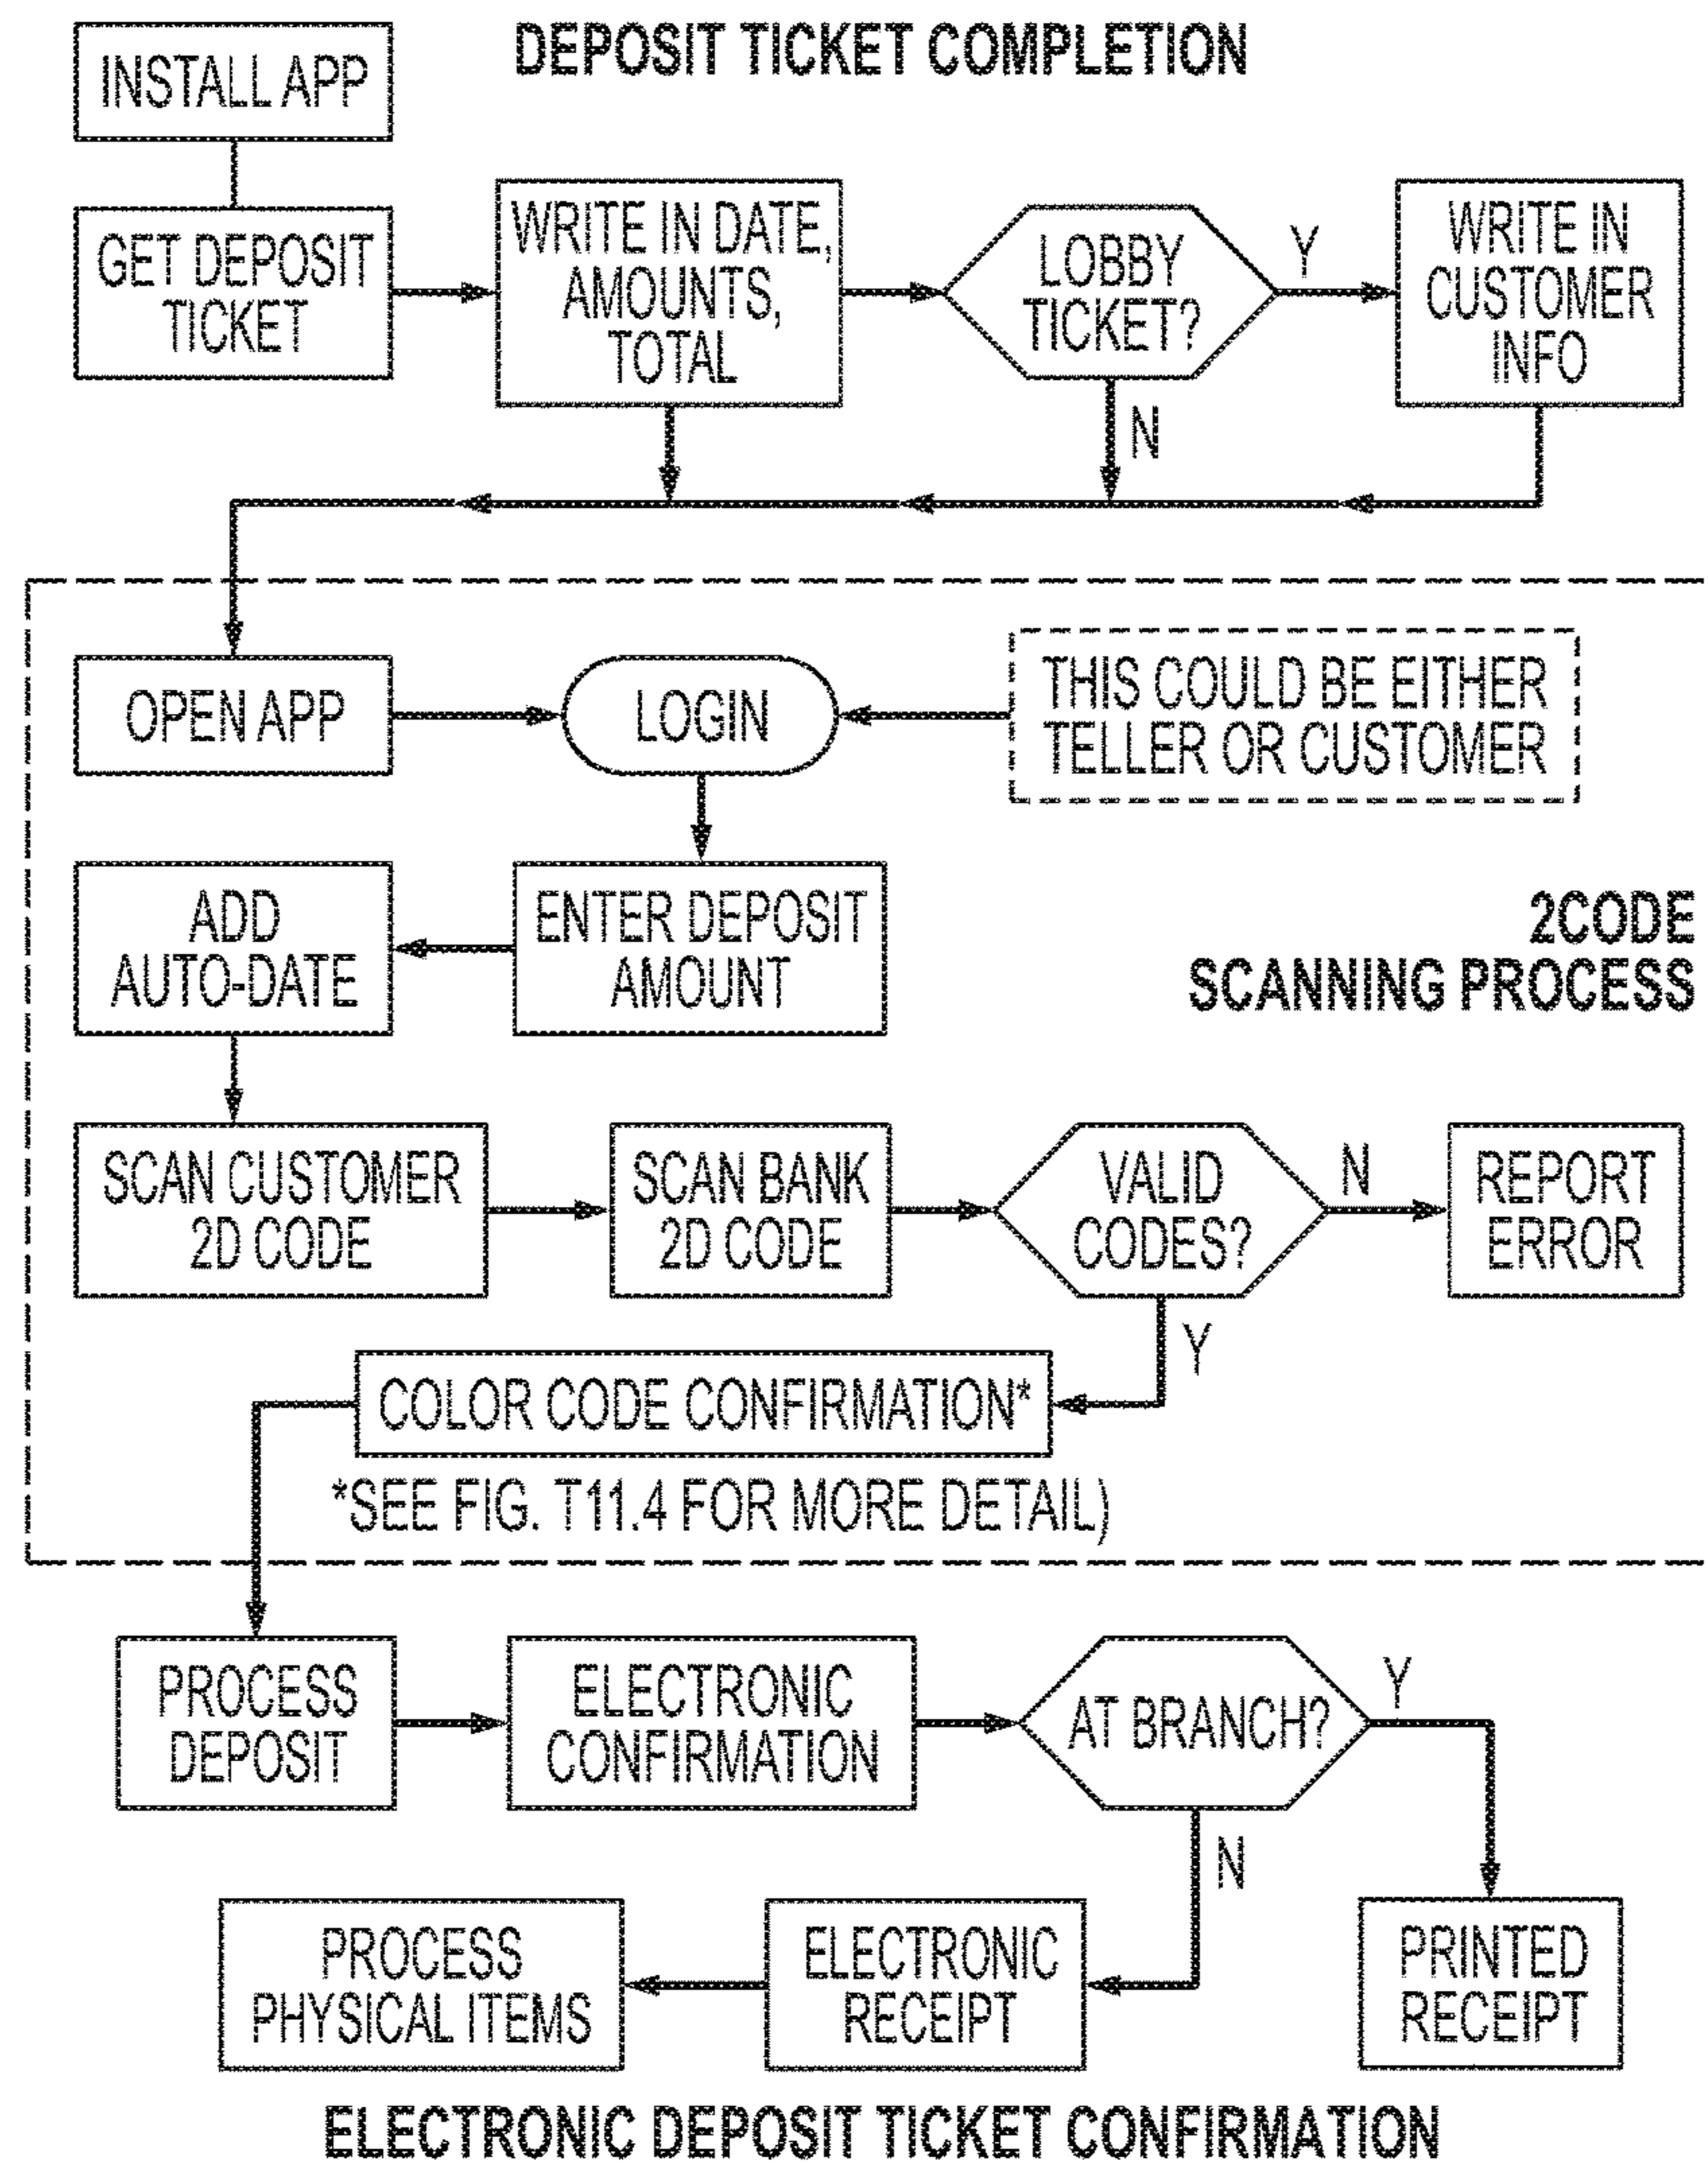 DEPOSIT TICKET COMPLETION
INSTALL APP
GET DEPOSIT
TICKET
WRITE IN DATE,
AMOUNTS,
TOTAL
LOBBY
TICKET?
Y
N
WRITE IN
CUSTOMER
INFO
OPEN APP
LOGIN
THIS COULD BE EITHER
TELLER OR CUSTOMER
ENTER DEPOSIT
AMOUNT
ADD
AUTO-DATE
2CODE
SCANNING PROCESS
SCAN CUSTOMER
2D CODE
SCAN BANK
2D CODE
VALID
CODES?
N
REPORT
ERROR
Y
COLOR CODE CONFIRMATION*
*SEE FIG. T11.4 FOR MORE DETAIL)
PROCESS
DEPOSIT
ELECTRONIC
CONFIRMATION
AT BRANCH?
Y
N
PRINTED
RECEIPT
ELECTRONIC
RECEIPT
PROCESS
PHYSICAL ITEMS
ELECTRONIC DEPOSIT TICKET CONFIRMATION